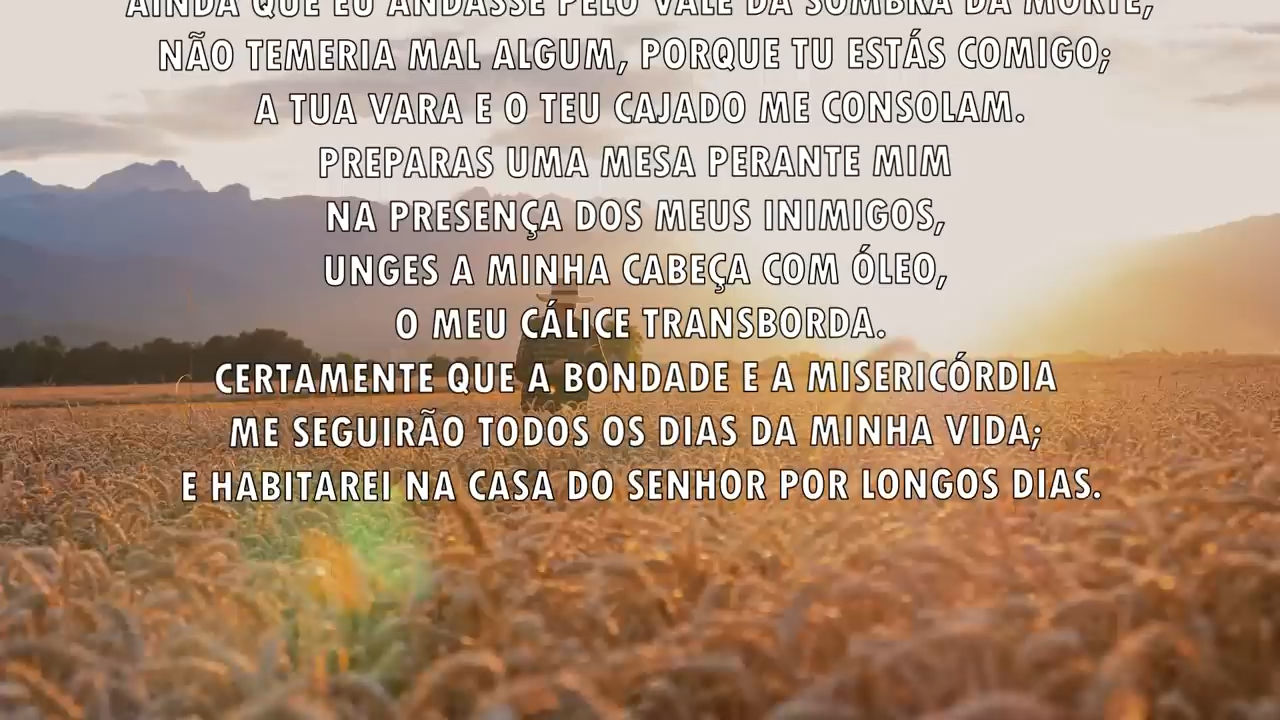 AINDA QUE EU ANDASSE PELO VALE DA SOMBRA DA MORTE,
NÃO TEMERIA MAL ALGUM, PORQUE TU ESTÁS COMIGO;
A TUA VARA E O TEU CAJADO ME CONSOLAM.
PREPARAS UMA MESA PERANTE MIM
NA PRESENÇA DOS MEUS INIMIGOS,
UNGES A MINHA CABEÇA COM ÓLEO,
O MEU CÁLICE TRANSBORDA.
CERTAMENTE QUE A BONDADE E A MISERICÓRDIA
ME SEGUIRÃO TODOS OS DIAS DA MINHA VIDA;
E HABITAREI NA CASA DO SENHOR POR LONGOS DIAS.